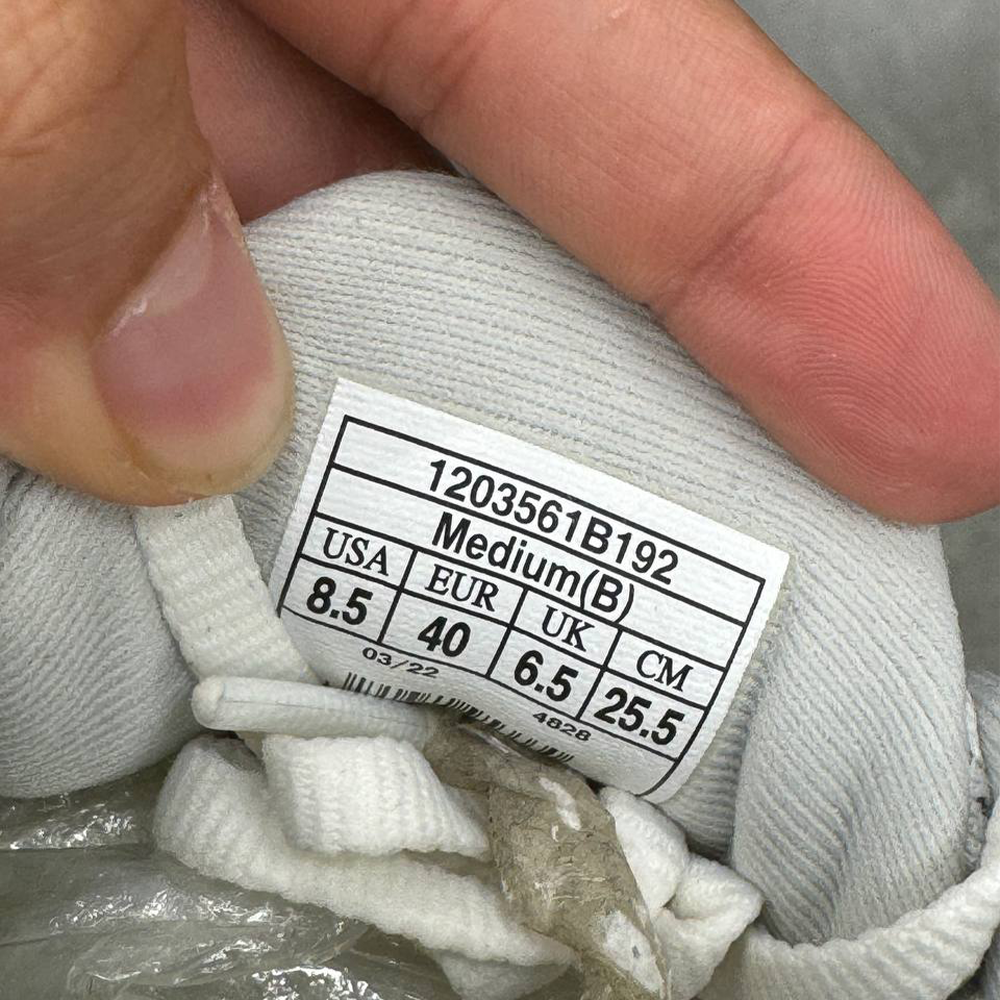 1203561B192
Medium(B)
USA EUR UK CM
8.5 40 6.5 25.5
03/22 4828